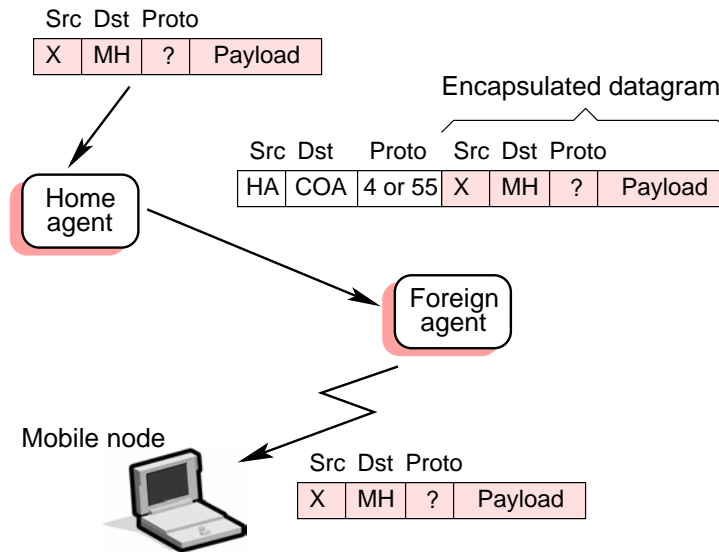 Src Dst Proto
X MH ? Payload
Encapsulated datagram
Src Dst Proto Src Dst Proto
HA COA 4 or 55 X MH ? Payload
Home
agent
Foreign
agent
Mobile node
Src Dst Proto
X MH ? Payload